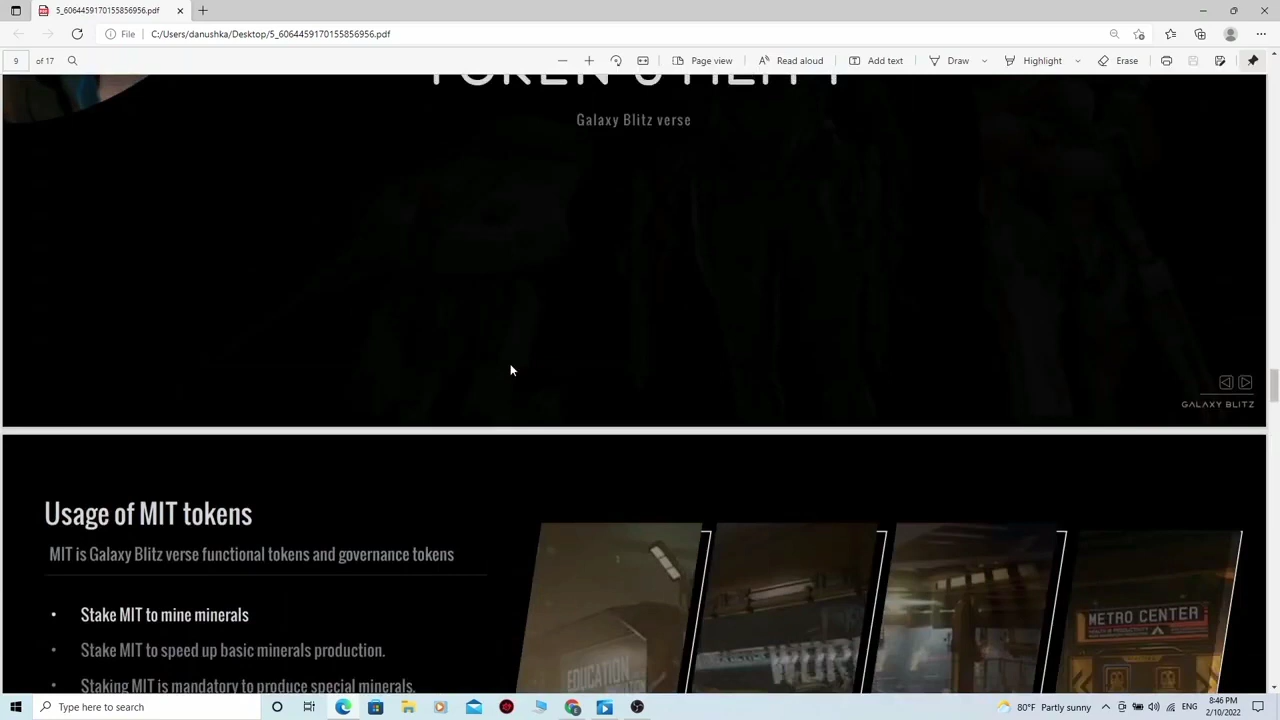 5_6064459170155856956.pdf
File
C:/Users/danushka/Desktop/5_6064459170155856956.pdf
9 of 17
Page view
Read aloud
Add text
Draw
Highlight
Erase
TOKEN UTILITY
Galaxy Blitz verse
GALAXY BLITZ
Usage of MIT tokens
MIT is Galaxy Blitz verse functional tokens and governance tokens
• Stake MIT to mine minerals
• Stake MIT to speed up basic minerals production.
• Staking MIT is mandatory to produce special minerals.
EDUCATION
METRO CENTER
Type here to search
80°F Partly sunny
ENG
8:46 PM
2/10/2022